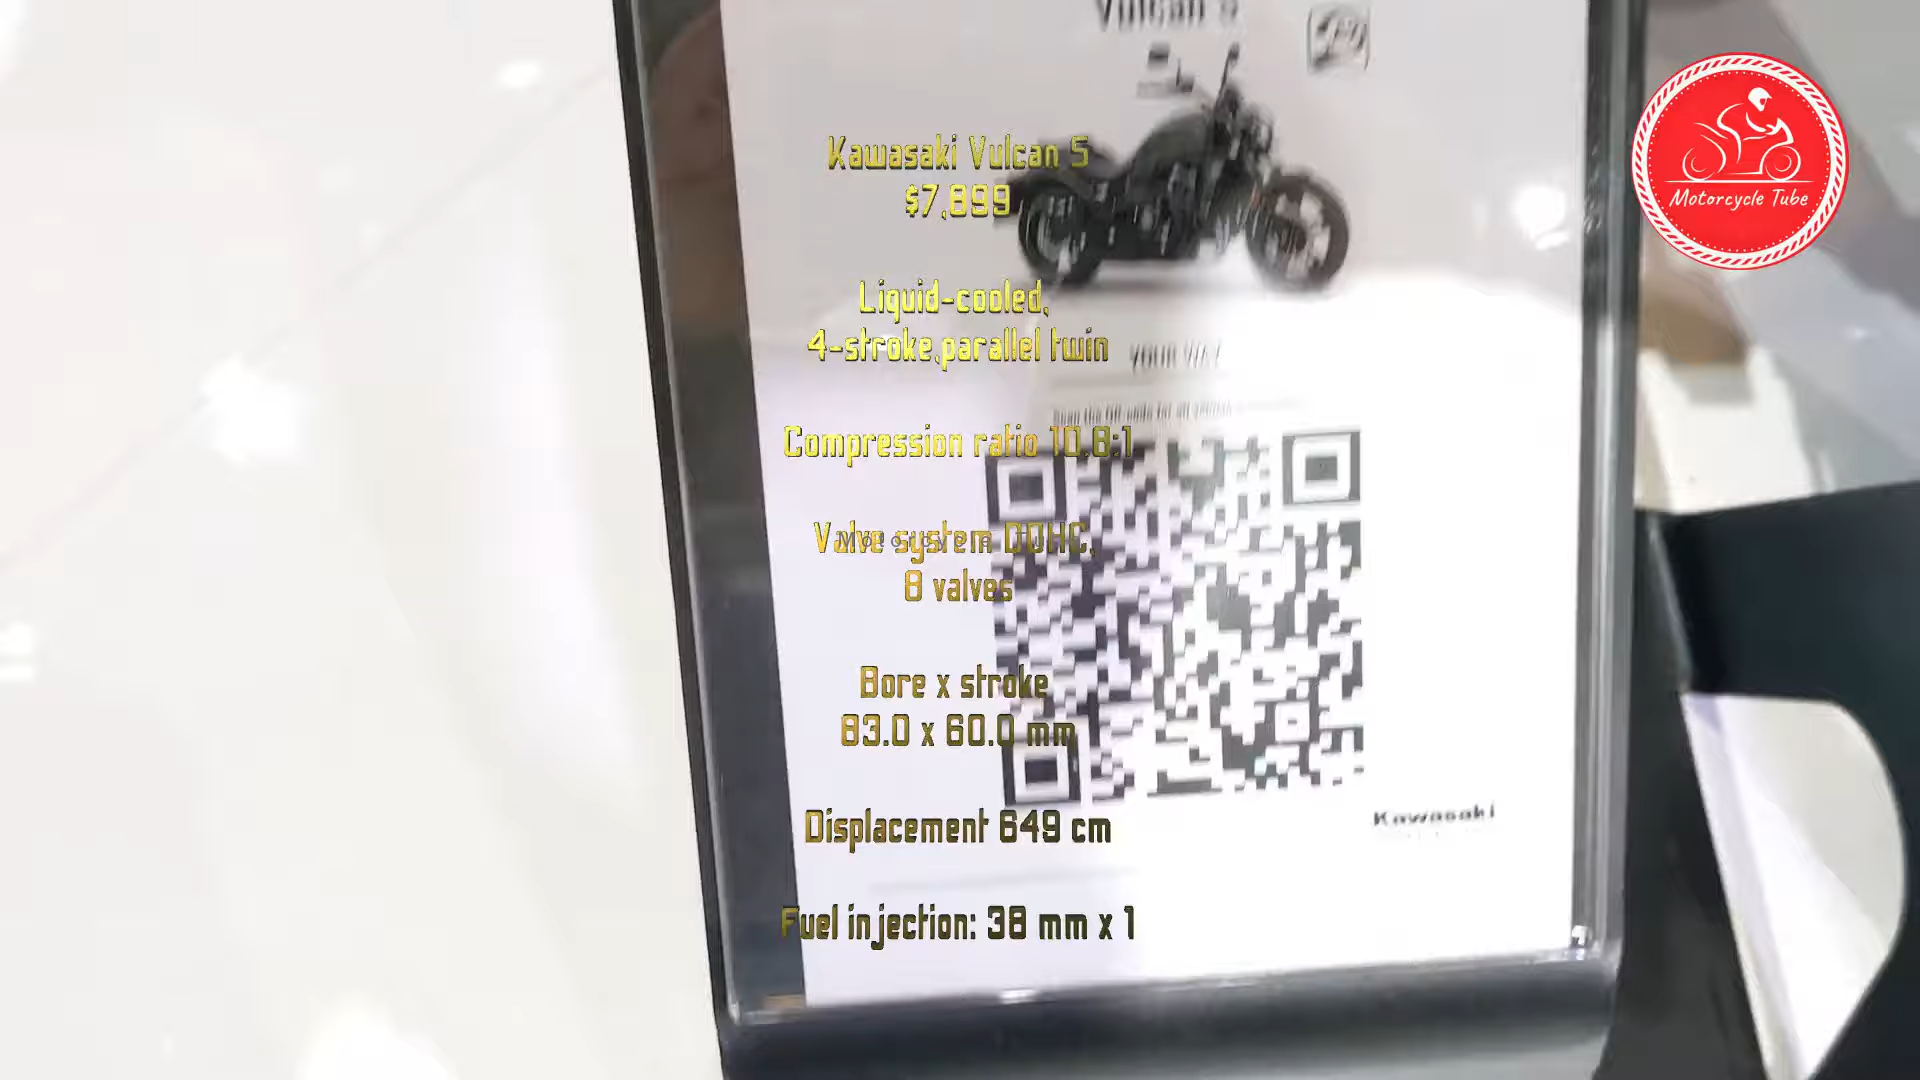 Vulcan S
Motorcycle Tube
Kawasaki Vulcan S
$7,899
Liquid-cooled,
4-stroke,parallel twin
YOUR WAY
Compression ratio 10.8:1
Valve system DOHC,
8 valves
Bore x stroke
83.0 x 60.0 mm
Displacement 649 cm
Kawasaki
Fuel injection: 38 mm x 1